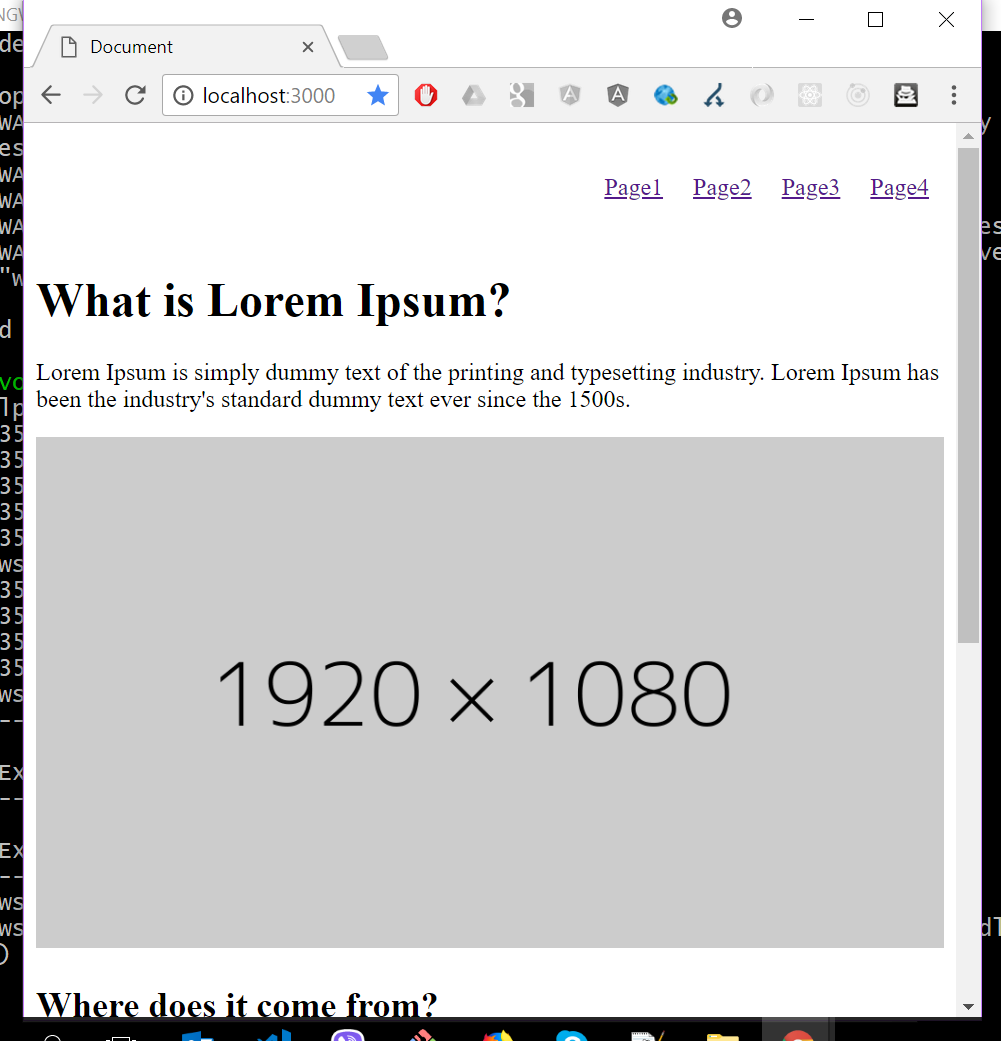 Document
localhost:3000
Page1 Page2 Page3 Page4
What is Lorem Ipsum?
Lorem Ipsum is simply dummy text of the printing and typesetting industry. Lorem Ipsum has
been the industry's standard dummy text ever since the 1500s.
1920 × 1080
Where does it come from?